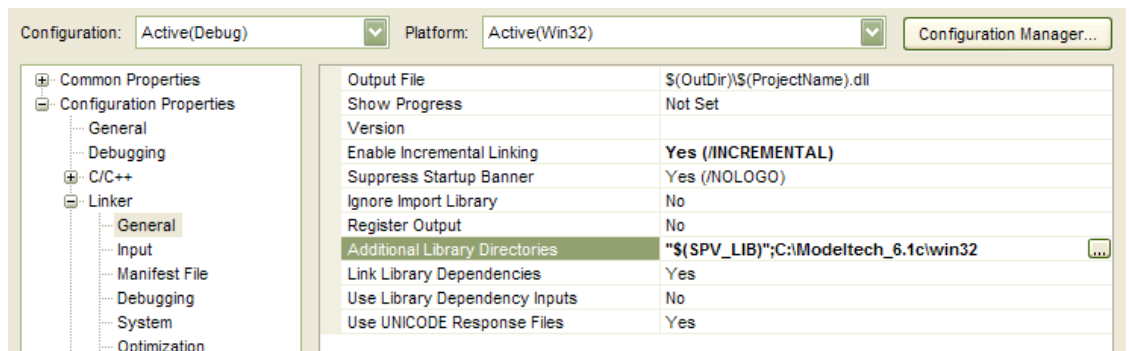 Configuration: Active(Debug) Platform: Active(Win32) Configuration Manager...
Common Properties
Configuration Properties
General
Debugging
C/C++
Linker
General
Input
Manifest File
Debugging
System
Optimization
Output File $(OutDir)\$(ProjectName).dll
Show Progress Not Set
Version
Enable Incremental Linking Yes (/INCREMENTAL)
Suppress Startup Banner Yes (/NOLOGO)
Ignore Import Library No
Register Output No
Additional Library Directories "$(SPV_LIB)";C:\Modeltech_6.1c\win32 ...
Link Library Dependencies Yes
Use Library Dependency Inputs No
Use UNICODE Response Files Yes